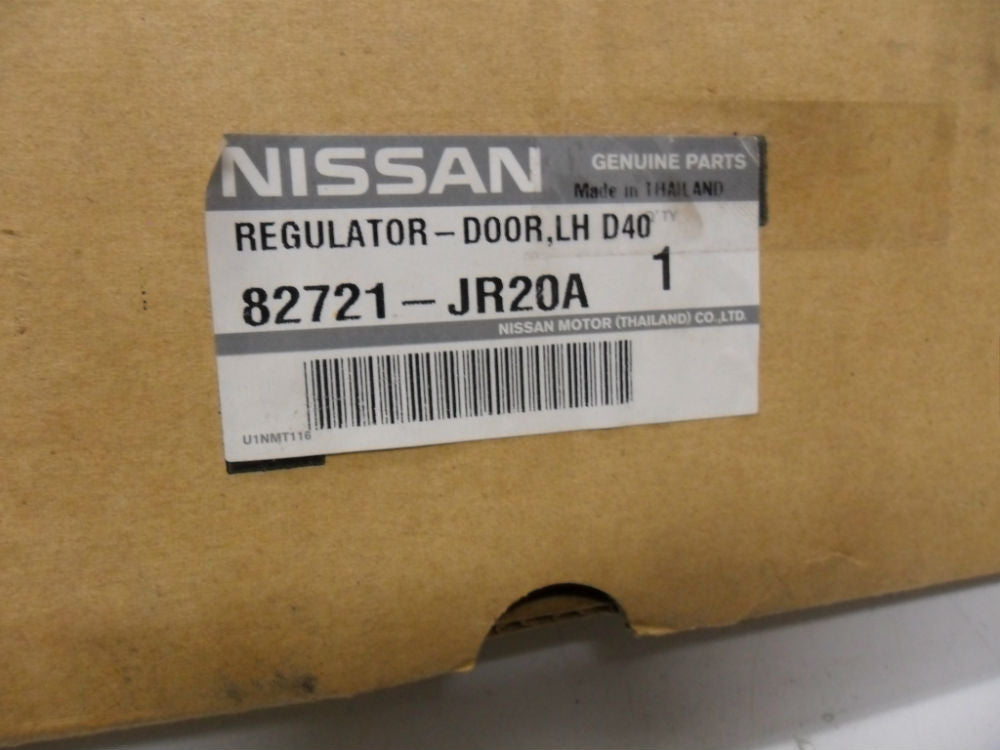 NISSAN GENUINE PARTS
Made in THAILAND
REGULATOR-DOOR,LH D40
82721-JR20A 1
NISSAN MOTOR (THAILAND) CO.,LTD.
U1NMT116